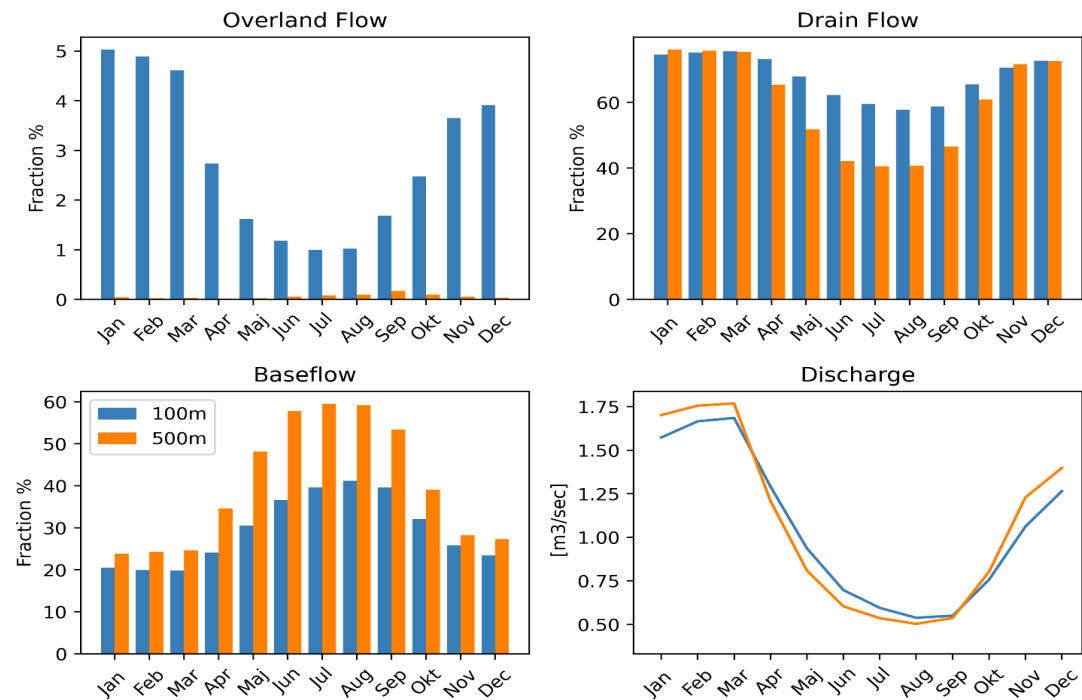 Overland Flow
Fraction %
5
4
3
2
1
0
Jan Feb Mar Apr Maj Jun Jul Aug Sep Okt Nov Dec
Drain Flow
Fraction %
60
40
20
0
Jan Feb Mar Apr Maj Jun Jul Aug Sep Okt Nov Dec
Baseflow
100m
500m
Fraction %
60
50
40
30
20
10
0
Jan Feb Mar Apr Maj Jun Jul Aug Sep Okt Nov Dec
Discharge
[m3/sec]
1.75
1.50
1.25
1.00
0.75
0.50
Jan Feb Mar Apr Maj Jun Jul Aug Sep Okt Nov Dec